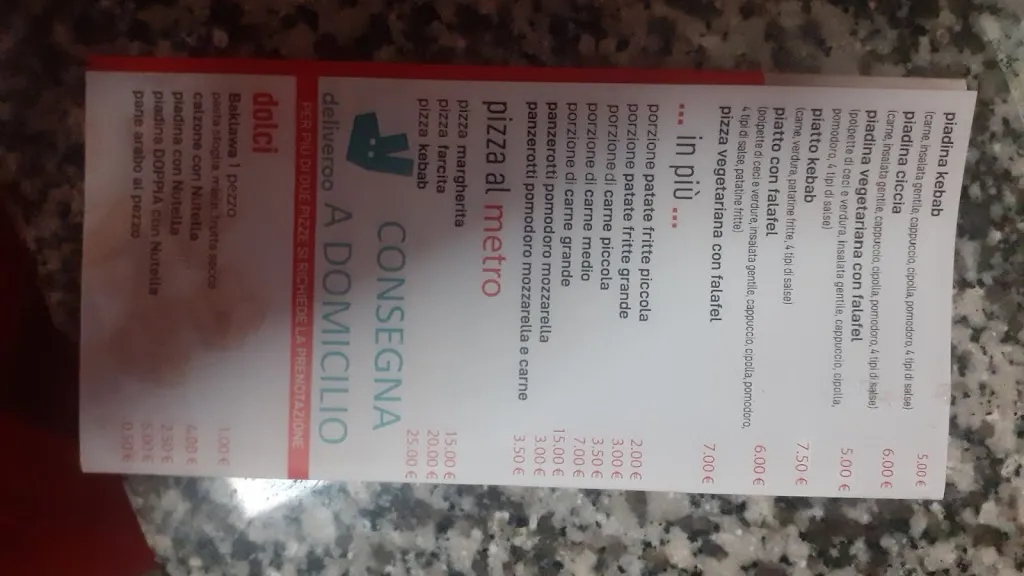 piadina kebab 5.00 €
(carne, insalata gentile, cappuccio, cipolla, pomodoro, 4 tipi di salse)
piadina ciccia 6.00 €
(carne, insalata gentile, cappuccio, cipolla, pomodoro, 4 tipi di salse)
piadina vegetariana con falafel 5.00 €
(polpette di ceci e verdura, insalata gentile, cappuccio, cipolla,
pomodoro, 4 tipi di salse)
piato kebab 7.50 €
(carne, verdura, patatine fritte, 4 tipi di salse)
piato con falafel 6.00 €
(polpette di ceci e verdure, insalata gentile, cappuccio, cipolla, pomodoro,
4 tipi di salse, patatine fritte)
pizza vegetariana con falafel 7.00 €
... in più ...
porzione patate fritte piccola 2.00 €
porzione patate fritte grande 3.00 €
porzione di carne piccola 3.50 €
porzione di carne medio 7.00 €
porzione di carne grande 15.00 €
panzerotti pomodoro mozzarella 3.00 €
panzerotti pomodoro mozzarella e carne 3.50 €
pizza al metro
pizza margherita 15.00 €
pizza farcita 20.00 €
pizza kebab 25.00 €
CONSEGNA
deliveroo A DOMICILIO
PER PIÙ DI DUE PIZZE SI RICHIEDE LA PRENOTAZIONE
dolci
Baklawa 1 pezzo 1.00 €
pasta sfoglia, miele, frutta secce
calzone con Nutella 4.00 €
piadina con Nutella 2.50 €
piadina DOPPIA con Nutella 5.00 €
pane arabo al pezzo 0.50 €